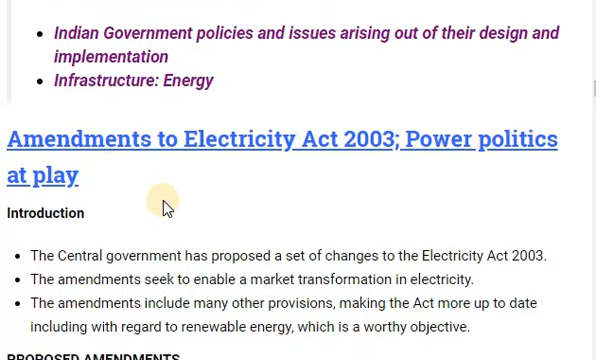 Indian Government policies and issues arising out of their design and
implementation
Infrastructure: Energy
Amendments to Electricity Act 2003; Power politics
at play
Introduction
The Central government has proposed a set of changes to the Electricity Act 2003.
The amendments seek to enable a market transformation in electricity.
The amendments include many other provisions, making the Act more up to date
including with regard to renewable energy, which is a worthy objective.
PROPOSED AMENDMENTS